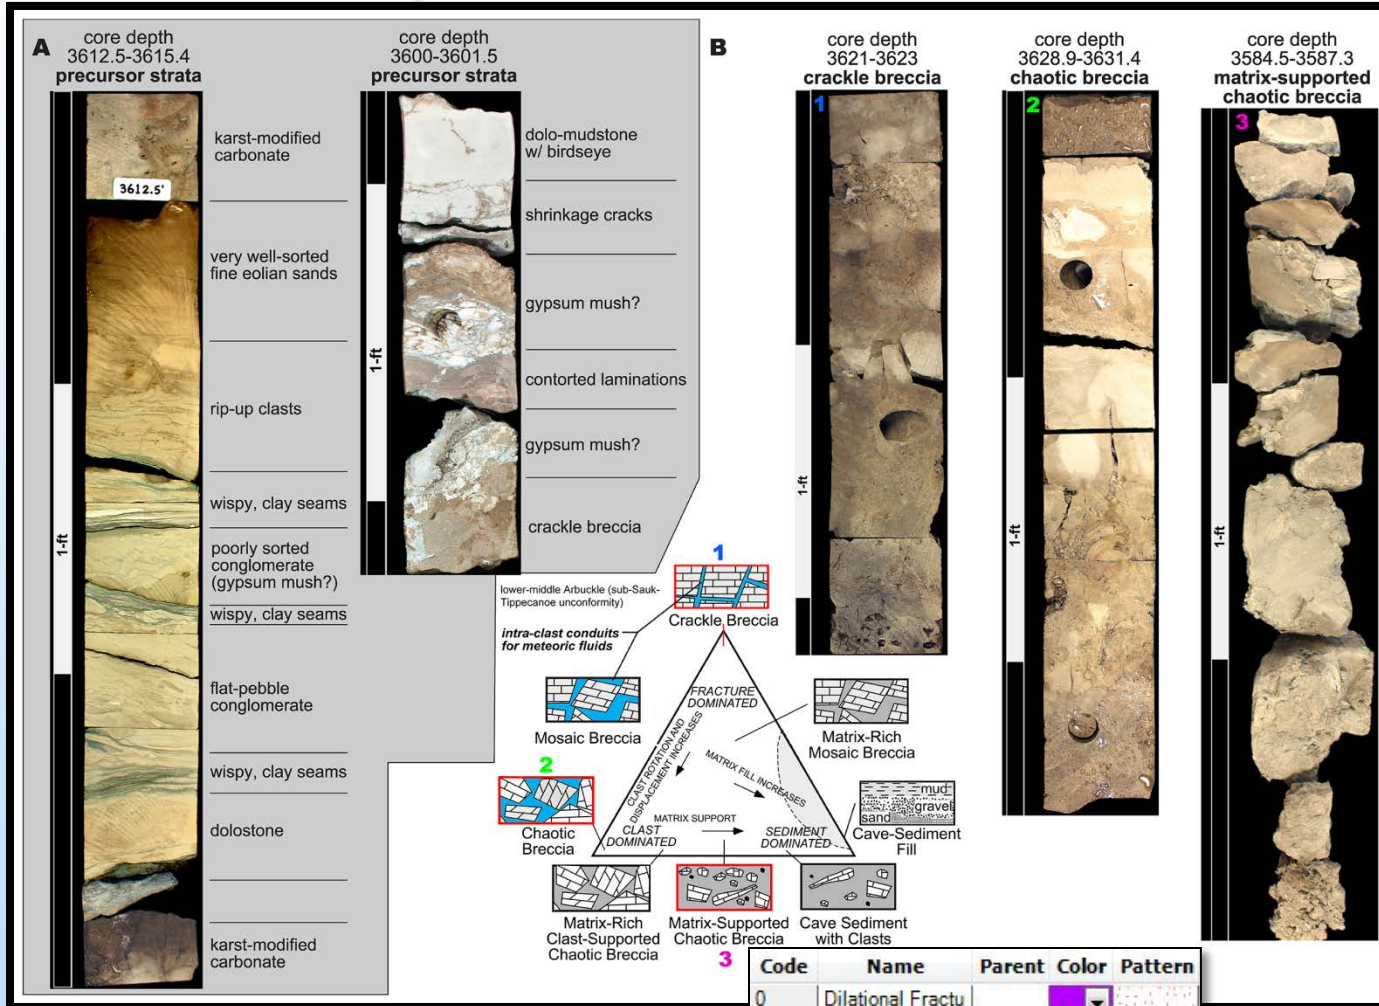 A
core depth
3612.5-3615.4
precursor strata
core depth
3600-3601.5
precursor strata
3612.5'
1-ft
karst-modified
carbonate
very well-sorted
fine eolian sands
rip-up clasts
wispy, clay seams
poorly sorted
conglomerate
(gypsum mush?)
wispy, clay seams
flat-pebble
conglomerate
wispy, clay seams
dolostone
karst-modified
carbonate
1-ft
dolo-mudstone
w/ birdseye
shrinkage cracks
gypsum mush?
contorted laminations
gypsum mush?
crackle breccia
B
core depth
3621-3623
crackle breccia
core depth
3628.9-3631.4
chaotic breccia
core depth
3584.5-3587.3
matrix-supported
chaotic breccia
1
2
3
1-ft
1-ft
1-ft
1
lower-middle Arbuckle (sub-Sauk-
Tippecanoe unconformity)
Crackle Breccia
intra-clast conduits
for meteoric fluids
FRACTURE
DOMINATED
Mosaic Breccia
Matrix-Rich
Mosaic Breccia
CLAST ROTATION AND
DISPLACEMENT INCREASES
MATRIX FILL INCREASES
2
Chaotic
Breccia
mud
gravel
sand
Cave-Sediment
Fill
MATRIX SUPPORT
CLAST
DOMINATED
SEDIMENT
DOMINATED
Matrix-Rich
Clast-Supported
Chaotic Breccia
Matrix-Supported
Chaotic Breccia
Cave Sediment
with Clasts
3
Code Name Parent Color Pattern
0 Dilational Fractu